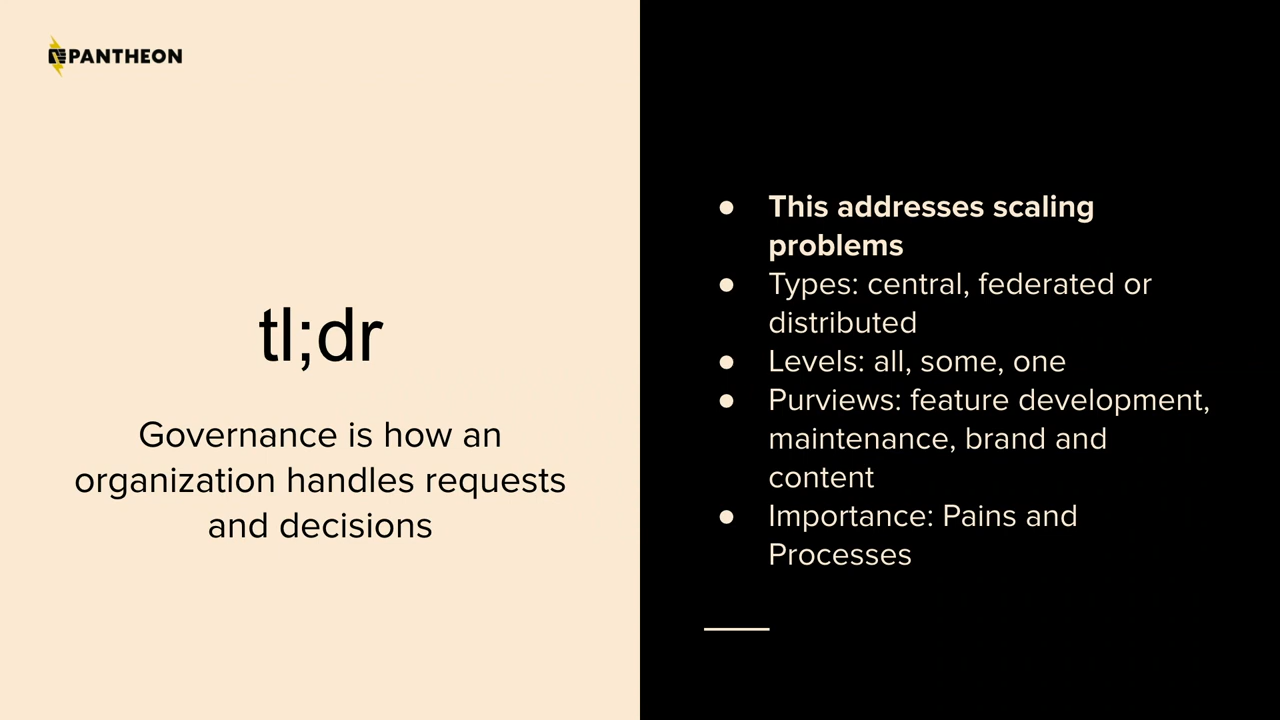 PANTHEON
tl;dr
Governance is how an
organization handles requests
and decisions
● This addresses scaling
problems
● Types: central, federated or
distributed
● Levels: all, some, one
● Purviews: feature development,
maintenance, brand and
content
● Importance: Pains and
Processes